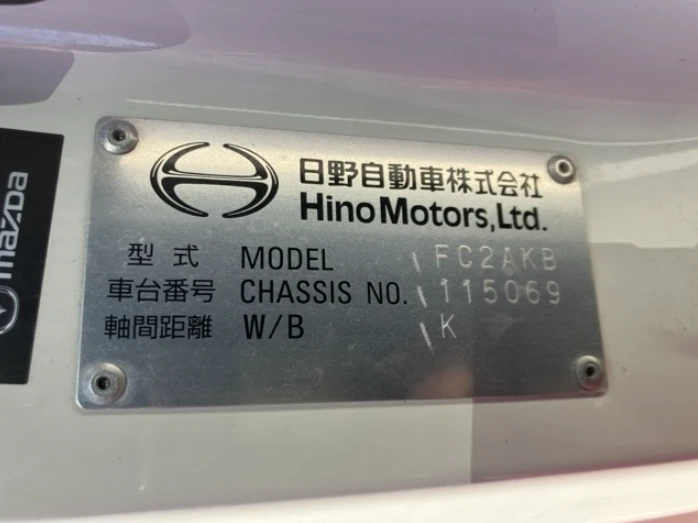 日野自動車株式会社
Hino Motors, Ltd.
型式 MODEL FC2AKB
車台番号 CHASSIS NO. 115069
軸間距離 W/B K
mazda